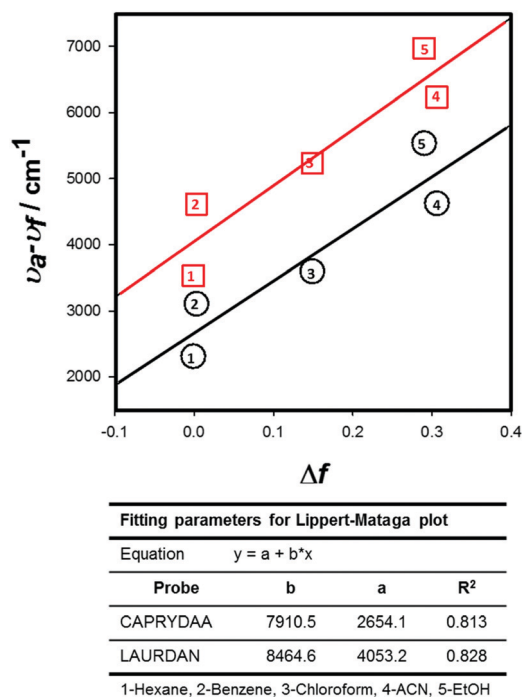 7000
6000
5000
4000
3000
2000
υa-υf / cm-1
5
4
3
2
1
5
4
3
2
1
-0.1 0.0 0.1 0.2 0.3 0.4
Δf
Fitting parameters for Lippert-Mataga plot
Equation y = a + b*x
Probe b a R2
CAPRYDAA 7910.5 2654.1 0.813
LAURDAN 8464.6 4053.2 0.828
1-Hexane, 2-Benzene, 3-Chloroform, 4-ACN, 5-EtOH